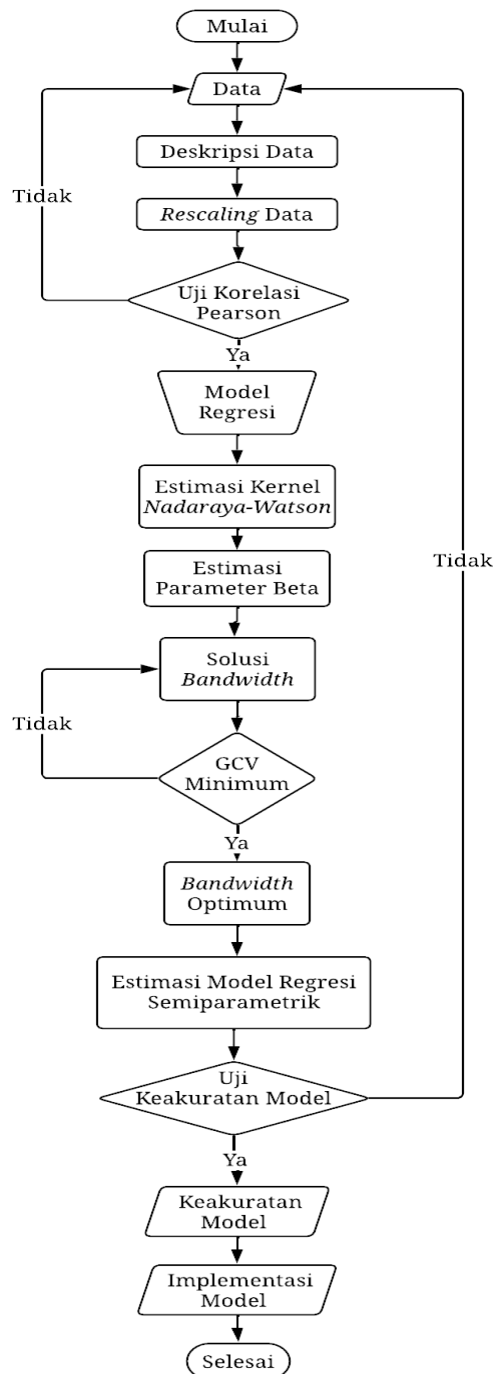 Mulai
Data
Deskripsi Data
Tidak
Rescaling Data
Uji Korelasi
Pearson
Ya
Model
Regresi
Estimasi Kernel
Nadaraya-Watson
Tidak
Estimasi
Parameter Beta
Solusi
Bandwidth
Tidak
GCV
Minimum
Ya
Bandwidth
Optimum
Estimasi Model Regresi
Semiparametrik
Uji
Keakuratan Model
Ya
Keakuratan
Model
Implementasi
Model
Selesai